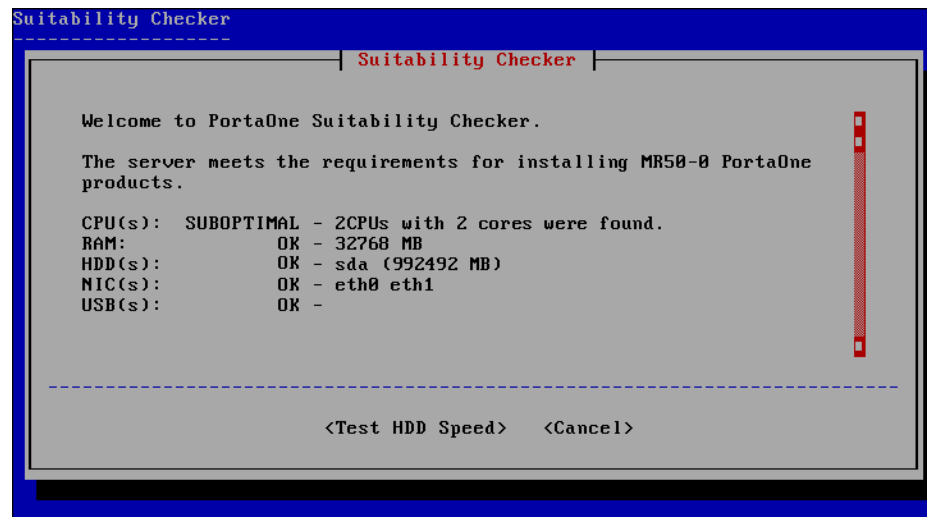 Suitability Checker
Suitability Checker
Welcome to PortaOne Suitability Checker.
The server meets the requirements for installing MR50-0 PortaOne
products.
CPU(s): SUBOPTIMAL - 2CPUs with 2 cores were found.
RAM: OK - 32768 MB
HDD(s): OK - sda (992492 MB)
NIC(s): OK - eth0 eth1
USB(s): OK -
<Test HDD Speed> <Cancel>